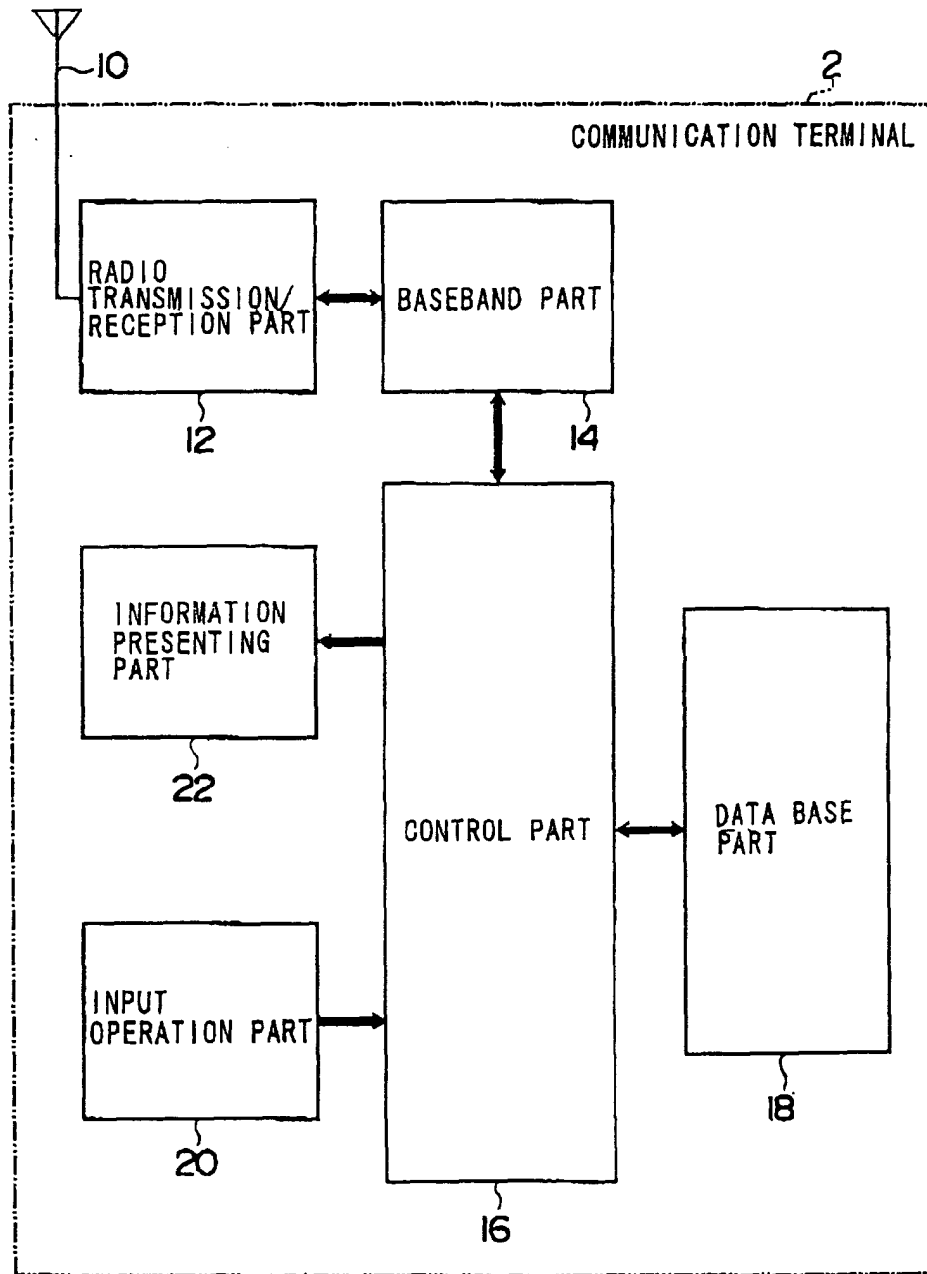 10
2
COMMUNICATION TERMINAL
RADIO
TRANSMISSION/
RECEPTION PART
BASEBAND PART
12
14
INFORMATION
PRESENTING
PART
22
CONTROL PART
DATA BASE
PART
INPUT
OPERATION PART
18
20
16